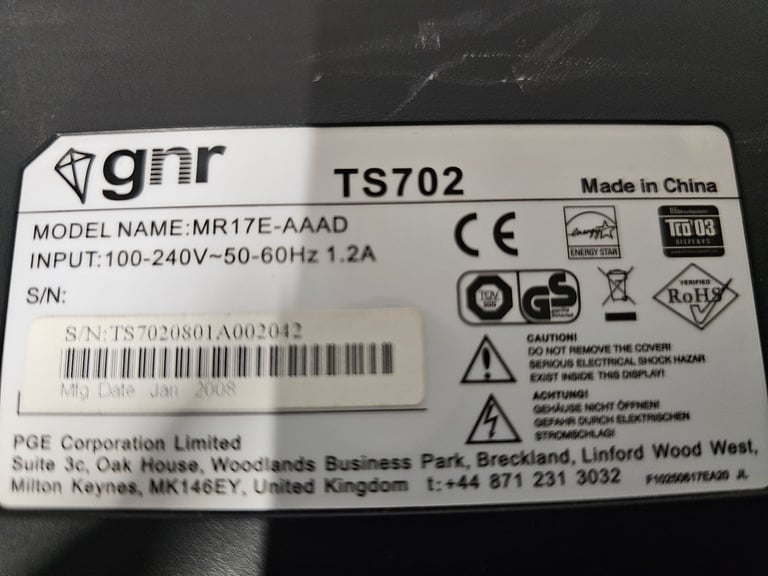 gnr
TS702
Made in China
MODEL NAME:MR17E-AAAD
INPUT:100-240V~50-60Hz 1.2A
S/N:
S/N:TS7020801A002042
Mfg Date Jan 2008
CE
energy
ENERGY STAR
TCO'03
DISPLAYS
TÜV
GS
VERIFIED
RoHS
CAUTION!
DO NOT REMOVE THE COVER!
SERIOUS ELECTRICAL SHOCK HAZAR
EXIST INSIDE THIS DISPLAY!
ACHTUNG!
GEHÄUSE NICHT ÖFFNEN!
GEFAHR DURCH ELEKTRISCHEN
STROMSCHLAG!
PGE Corporation Limited
Suite 3c, Oak House, Woodlands Business Park, Breckland, Linford Wood West,
Milton Keynes, MK146EY, United Kingdom t:+44 871 231 3032
JL